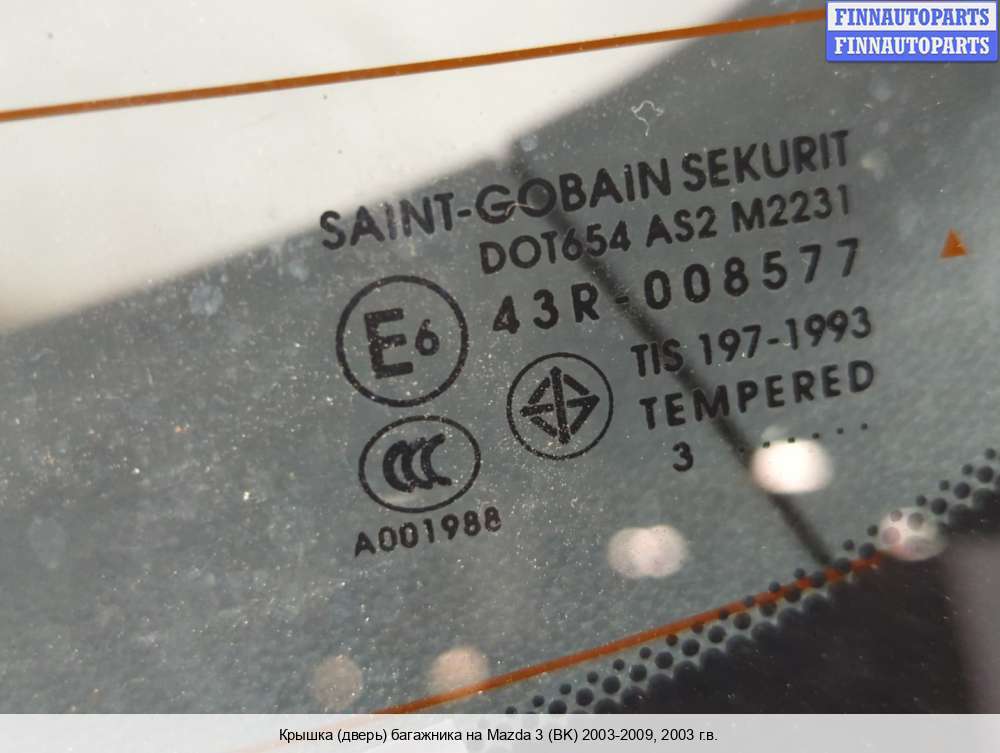 FINNAUTOPARTS
FINNAUTOPARTS
SAINT-GOBAIN SEKURIT
DOT654 AS2 M2231
E6
43R-008577
TIS 197-1993
TEMPERED
3 ......
CCC
A001988
Крышка (дверь) багажника на Mazda 3 (BK) 2003-2009, 2003 г.в.